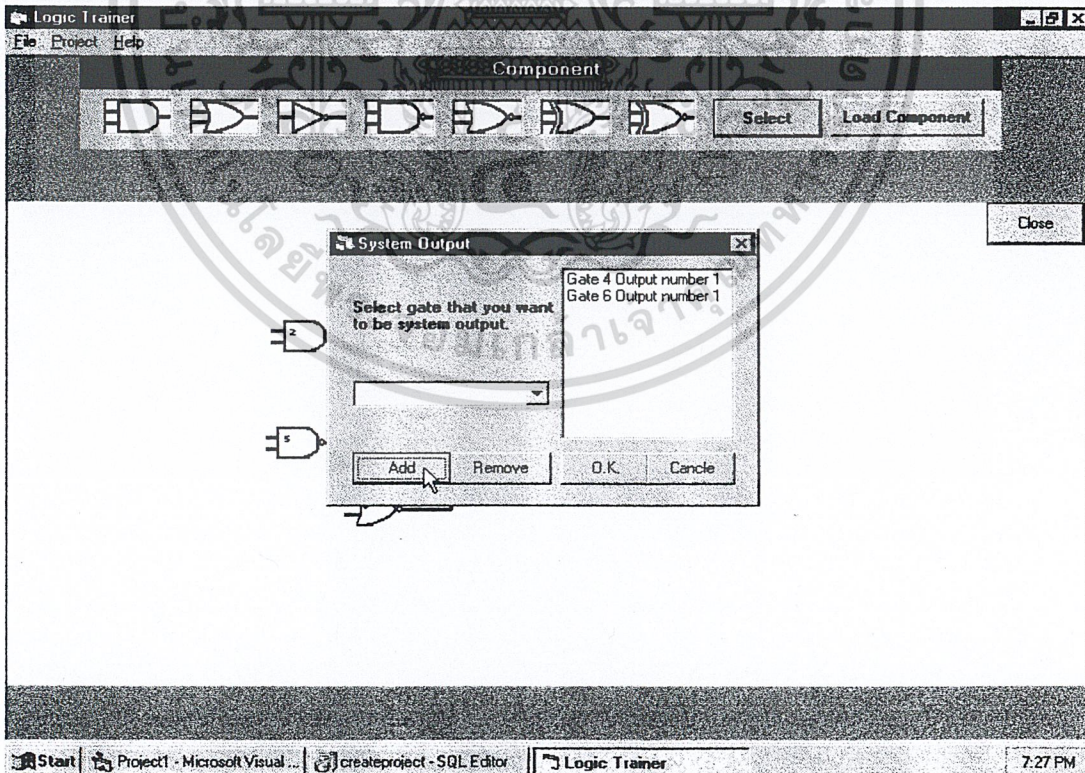 Logic Trainer
File Project Help
Component
Select
Load Component
Close
System Output
Select gate that you want
to be system output.
Gate 4 Output number 1
Gate 6 Output number 1
2
5
Add
Remove
O.K.
Cancle
Start
Project1 - Microsoft Visual ...
createproject - SQL Editor
Logic Trainer
7:27 PM